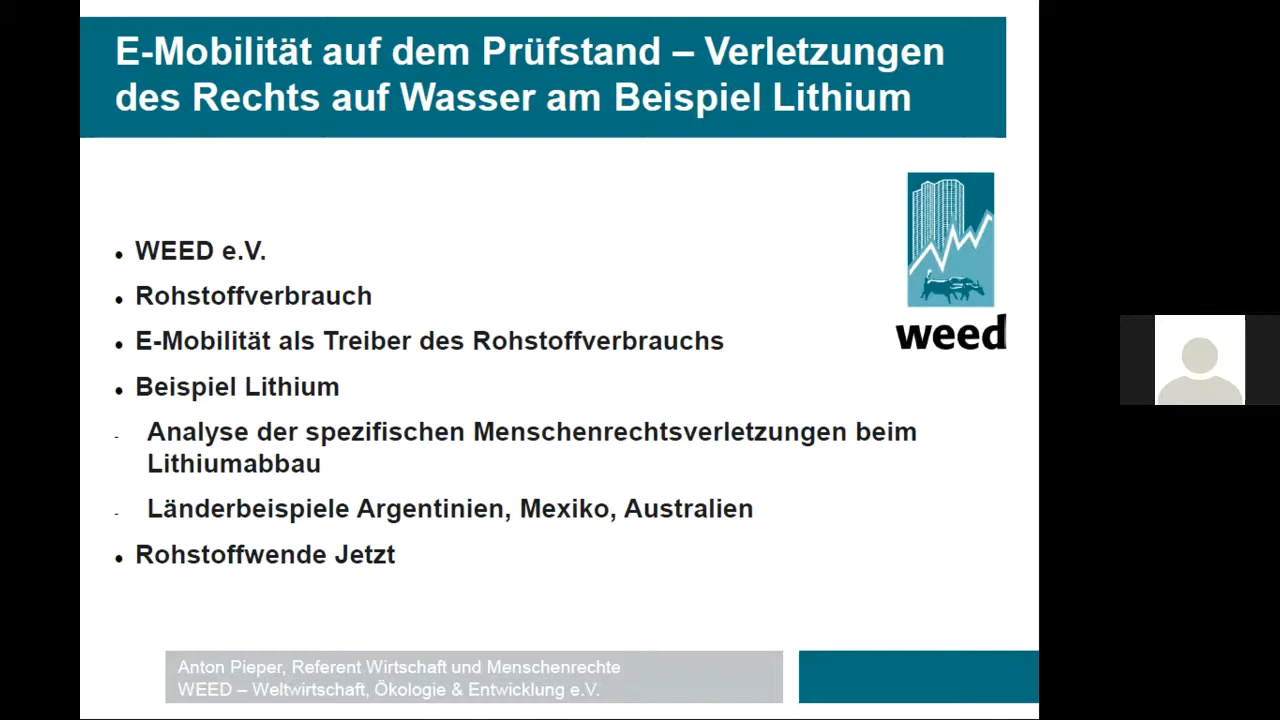 E-Mobilität auf dem Prüfstand – Verletzungen
des Rechts auf Wasser am Beispiel Lithium
• WEED e.V.
• Rohstoffverbrauch
• E-Mobilität als Treiber des Rohstoffverbrauchs
• Beispiel Lithium
- Analyse der spezifischen Menschenrechtsverletzungen beim
Lithiumabbau
- Länderbeispiele Argentinien, Mexiko, Australien
• Rohstoffwende Jetzt
weed
Anton Pieper, Referent Wirtschaft und Menschenrechte
WEED – Weltwirtschaft, Ökologie & Entwicklung e.V.